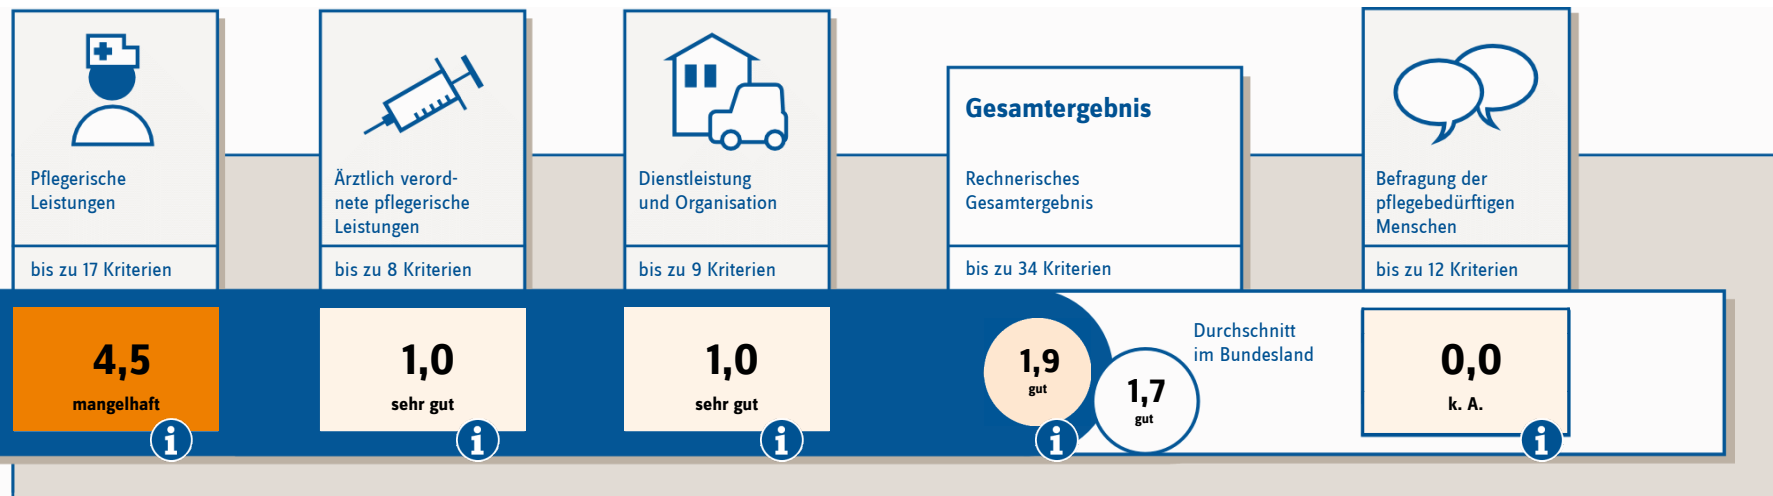 Pflegerische
Leistungen
bis zu 17 Kriterien
4,5
mangelhaft
i
Ärztlich verord-
nete pflegerische
Leistungen
bis zu 8 Kriterien
1,0
sehr gut
i
Dienstleistung
und Organisation
bis zu 9 Kriterien
1,0
sehr gut
i
Gesamtergebnis
Rechnerisches
Gesamtergebnis
bis zu 34 Kriterien
1,9
gut
i
1,7
gut
Durchschnitt
im Bundesland
Befragung der
pflegebedürftigen
Menschen
bis zu 12 Kriterien
0,0
k. A.
i